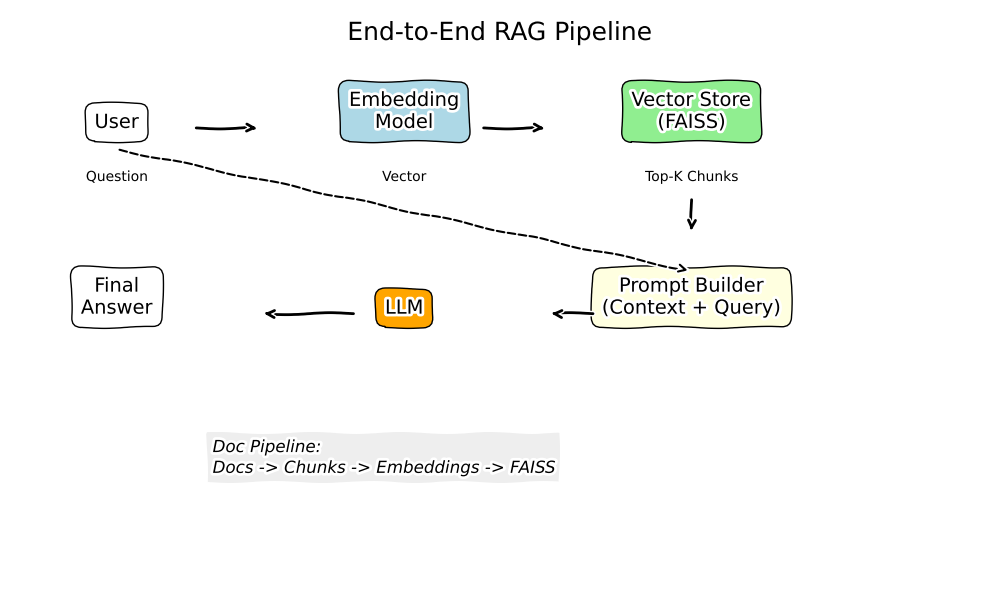 End-to-End RAG Pipeline
User
Embedding
Model
Vector Store
(FAISS)
Question
Vector
Top-K Chunks
Final
Answer
LLM
Prompt Builder
(Context + Query)
Doc Pipeline:
Docs -> Chunks -> Embeddings -> FAISS